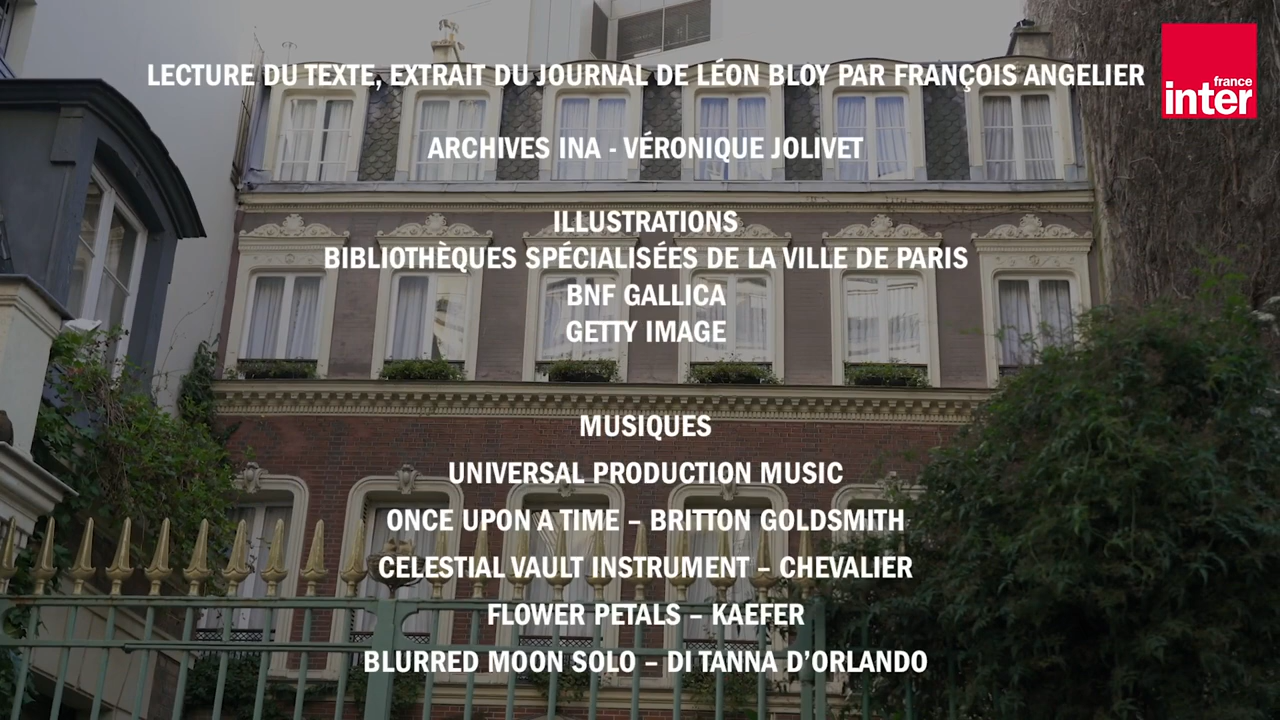 france
inter
LECTURE DU TEXTE, EXTRAIT DU JOURNAL DE LÉON BLOY PAR FRANÇOIS ANGELIER
ARCHIVES INA - VÉRONIQUE JOLIVET
ILLUSTRATIONS
BIBLIOTHÈQUES SPÉCIALISÉES DE LA VILLE DE PARIS
BNF GALLICA
GETTY IMAGE
MUSIQUES
UNIVERSAL PRODUCTION MUSIC
ONCE UPON A TIME – BRITTON GOLDSMITH
CELESTIAL VAULT INSTRUMENT – CHEVALIER
FLOWER PETALS – KAEFER
BLURRED MOON SOLO – DI TANNA D'ORLANDO